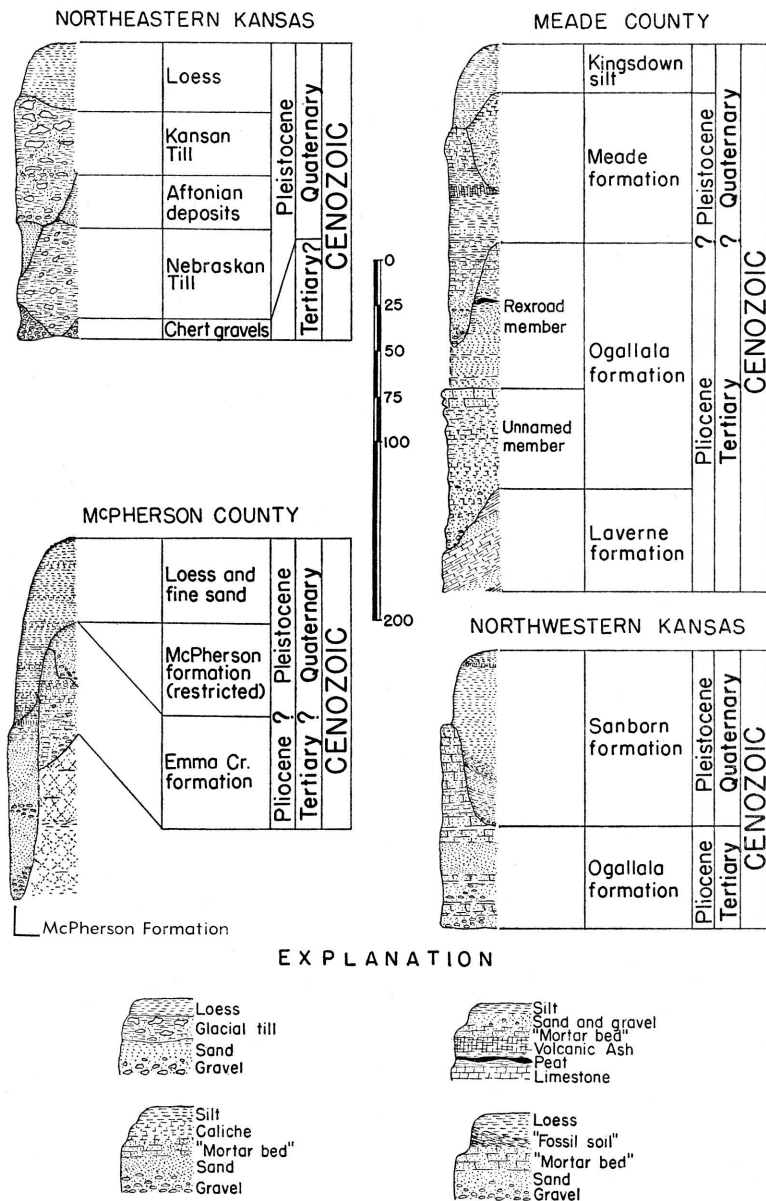 NORTHEASTERN KANSAS
Loess
Kansan
Till
Aftonian
deposits
Nebraskan
Till
Chert gravels
Pleistocene
Quaternary
Tertiary?
CENOZOIC
0
25
50
75
100
200
MEADE COUNTY
Kingsdown
silt
Meade
formation
Rexroad
member
Ogallala
formation
Unnamed
member
Laverne
formation
Pliocene ? Pleistocene
Tertiary ? Quaternary
CENOZOIC
McPHERSON COUNTY
Loess and
fine sand
McPherson
formation
(restricted)
Emma Cr.
formation
Pliocene ? Pleistocene
Tertiary ? Quaternary
CENOZOIC
McPherson Formation
NORTHWESTERN KANSAS
Sanborn
formation
Ogallala
formation
Pliocene Pleistocene
Tertiary Quaternary
CENOZOIC
EXPLANATION
Loess
Glacial till
Sand
Gravel
Silt
Sand and gravel
"Mortar bed"
Volcanic Ash
Peat
Limestone
Silt
Caliche
"Mortar bed"
Sand
Gravel
Loess
"Fossil soil"
"Mortar bed"
Sand
Gravel